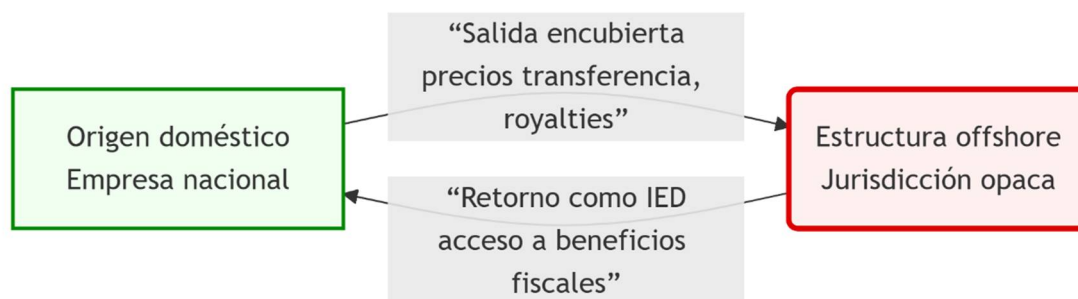 “Salida encubierta
precios transferencia,
royalties”
Origen doméstico
Empresa nacional
Estructura offshore
Jurisdicción opaca
“Retorno como IED
acceso a beneficios
fiscales”